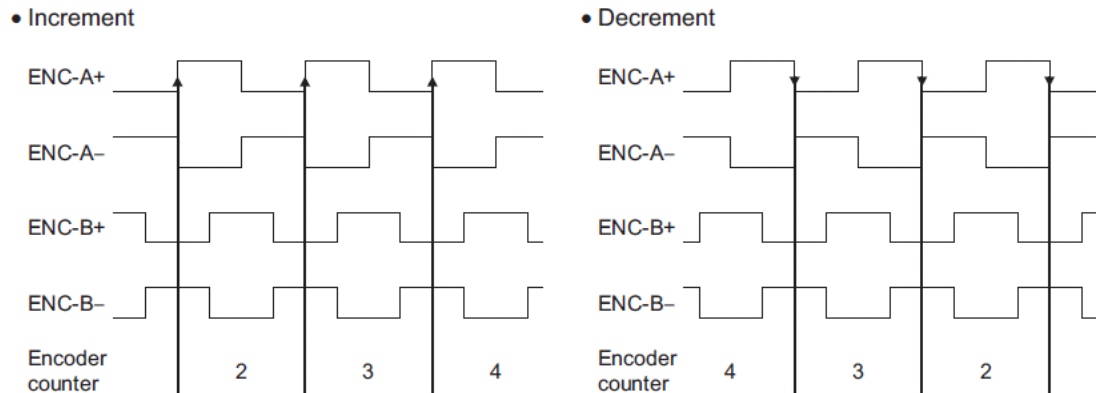 • Increment
ENC-A+
ENC-A−
ENC-B+
ENC-B−
Encoder
counter
2 3 4
• Decrement
ENC-A+
ENC-A−
ENC-B+
ENC-B−
Encoder
counter
4 3 2